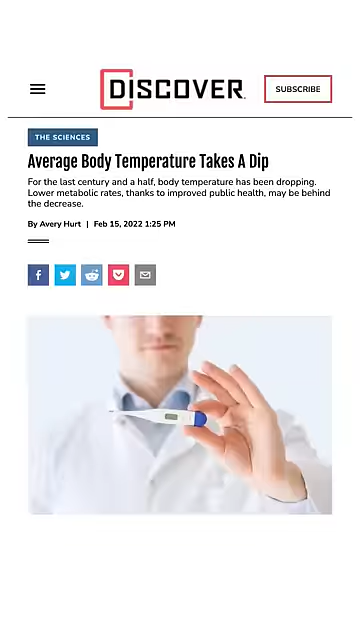 DISCOVER.
SUBSCRIBE
THE SCIENCES
Average Body Temperature Takes A Dip
For the last century and a half, body temperature has been dropping.
Lower metabolic rates, thanks to improved public health, may be behind
the decrease.
By Avery Hurt | Feb 15, 2022 1:25 PM